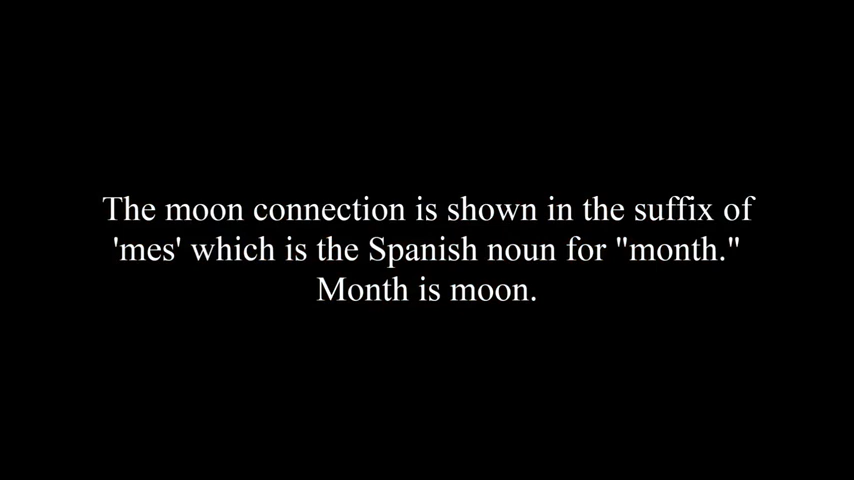 The moon connection is shown in the suffix of
'mes' which is the Spanish noun for "month."
Month is moon.